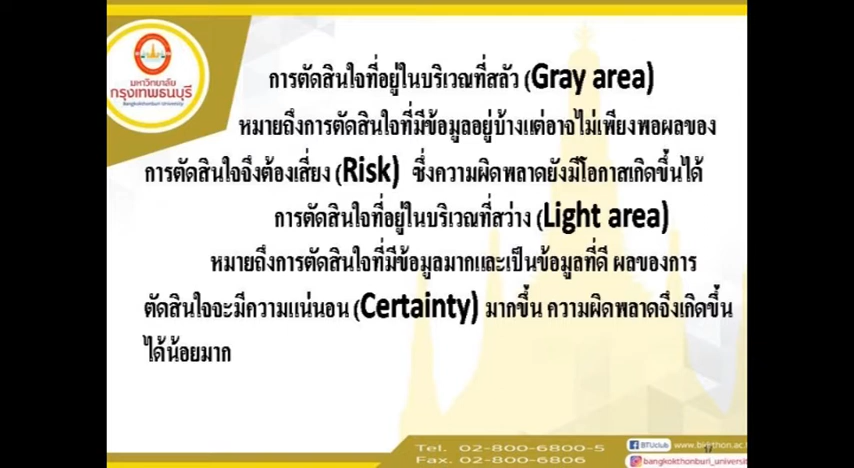 มหาวิทยาลัย
กรุงเทพธนบุรี
Bangkokthonburi University
การตัดสินใจที่อยู่ในบริเวณที่สลัว (Gray area)
หมายถึงการตัดสินใจที่มีข้อมูลอยู่บ้างแต่อาจไม่เพียงพอผลของ
การตัดสินใจจึงต้องเสี่ยง (Risk) ซึ่งความผิดพลาดยังมีโอกาสเกิดขึ้นได้
การตัดสินใจที่อยู่ในบริเวณที่สว่าง (Light area)
หมายถึงการตัดสินใจที่มีข้อมูลมากและเป็นข้อมูลที่ดี ผลของการ
ตัดสินใจจะมีความแน่นอน (Certainty) มากขึ้น ความผิดพลาดจึงเกิดขึ้น
ได้น้อยมาก
Tel. 02-800-6800-5
Fax. 02-800-6806
BTUclub
17
bangkokthonburi_universit